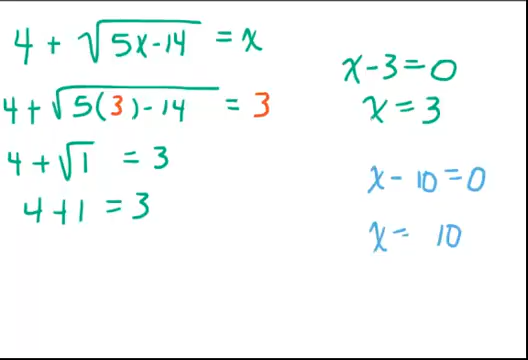 4 + √(5x-14) = x
4 + √(5(3)-14) = 3
4 + √1 = 3
4 + 1 = 3
x - 3 = 0
x = 3
x - 10 = 0
x = 10